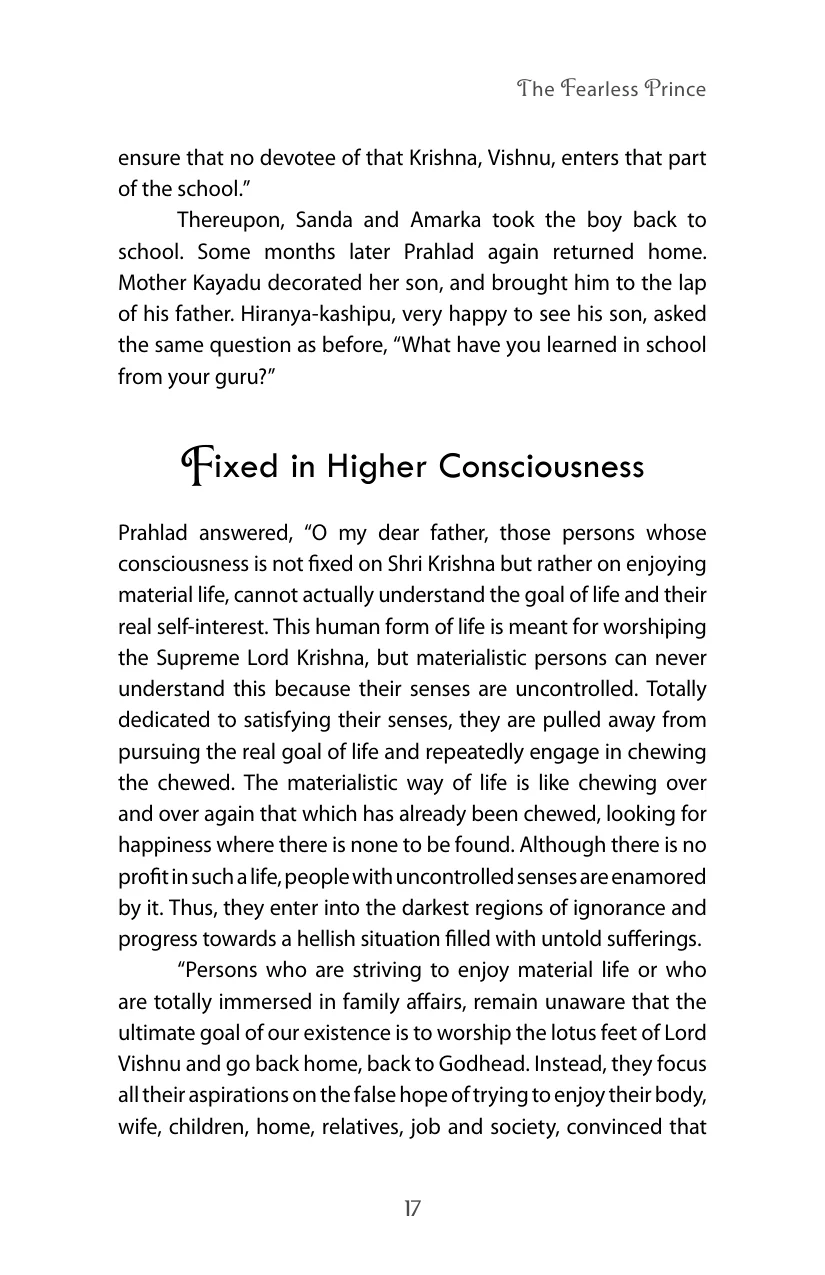 The Fearless Prince
ensure that no devotee of that Krishna, Vishnu, enters that part
of the school.”
Thereupon, Sanda and Amarka took the boy back to
school. Some months later Prahlad again returned home.
Mother Kayadu decorated her son, and brought him to the lap
of his father. Hiranya-kashipu, very happy to see his son, asked
the same question as before, “What have you learned in school
from your guru?”
Fixed in Higher Consciousness
Prahlad answered, “O my dear father, those persons whose
consciousness is not fixed on Shri Krishna but rather on enjoying
material life, cannot actually understand the goal of life and their
real self-interest. This human form of life is meant for worshiping
the Supreme Lord Krishna, but materialistic persons can never
understand this because their senses are uncontrolled. Totally
dedicated to satisfying their senses, they are pulled away from
pursuing the real goal of life and repeatedly engage in chewing
the chewed. The materialistic way of life is like chewing over
and over again that which has already been chewed, looking for
happiness where there is none to be found. Although there is no
profit in such a life, people with uncontrolled senses are enamored
by it. Thus, they enter into the darkest regions of ignorance and
progress towards a hellish situation filled with untold sufferings.
“Persons who are striving to enjoy material life or who
are totally immersed in family affairs, remain unaware that the
ultimate goal of our existence is to worship the lotus feet of Lord
Vishnu and go back home, back to Godhead. Instead, they focus
all their aspirations on the false hope of trying to enjoy their body,
wife, children, home, relatives, job and society, convinced that
17